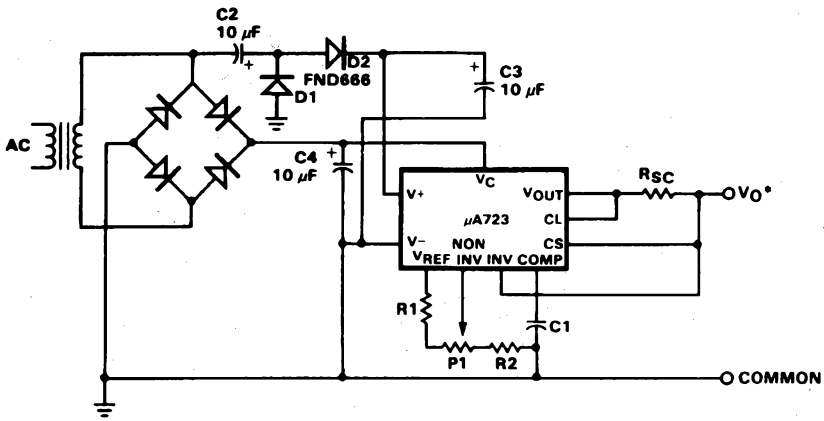 C2
10 μF
+
D2
FND666
D1
+
C3
10 μF
AC
C4
10 μF
+
VC
V+
VOUT
RSC
VO*
μA723
CL
V−
NON
CS
VREF INV INV COMP
R1
C1
P1
R2
COMMON